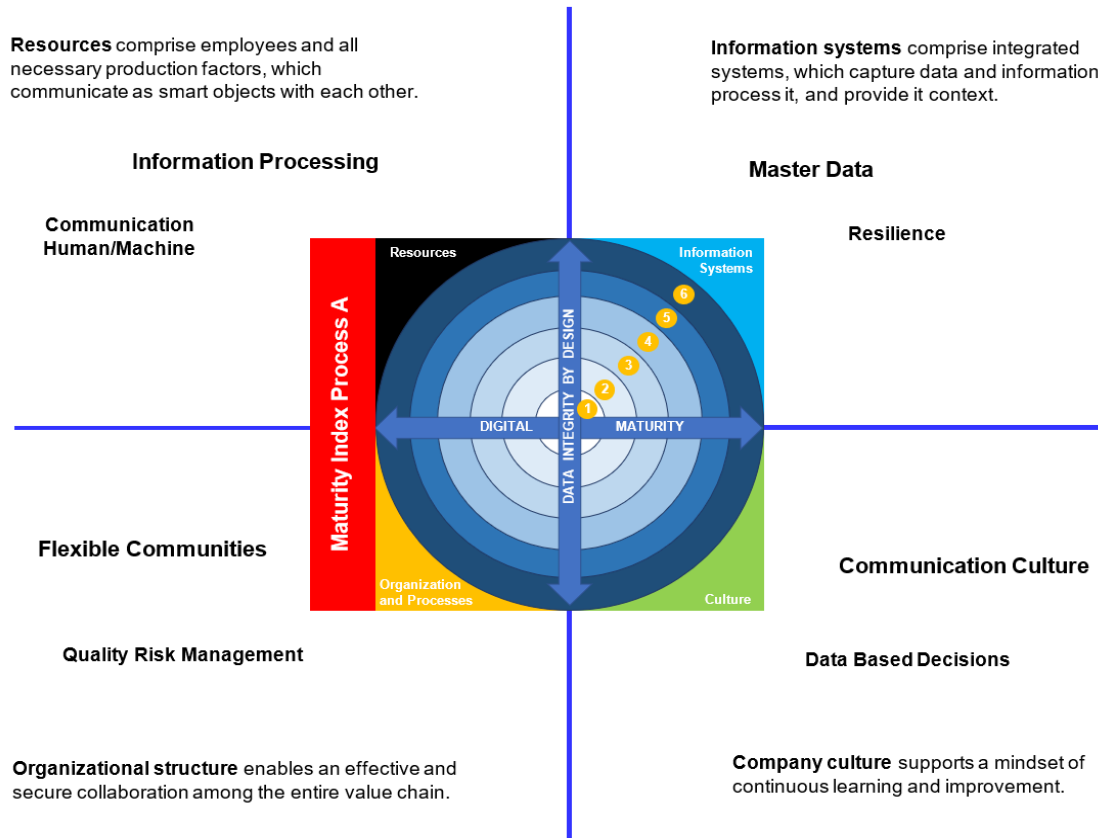 Resources comprise employees and all
necessary production factors, which
communicate as smart objects with each other.
Information systems comprise integrated
systems, which capture data and information
process it, and provide it context.
Information Processing
Master Data
Communication
Human/Machine
Resilience
Maturity Index Process A
Resources
Information
Systems
6
5
4
3
2
1
DIGITAL
MATURITY
DATA INTEGRITY BY DESIGN
Organization
and Processes
Culture
Flexible Communities
Communication Culture
Quality Risk Management
Data Based Decisions
Organizational structure enables an effective and
secure collaboration among the entire value chain.
Company culture supports a mindset of
continuous learning and improvement.